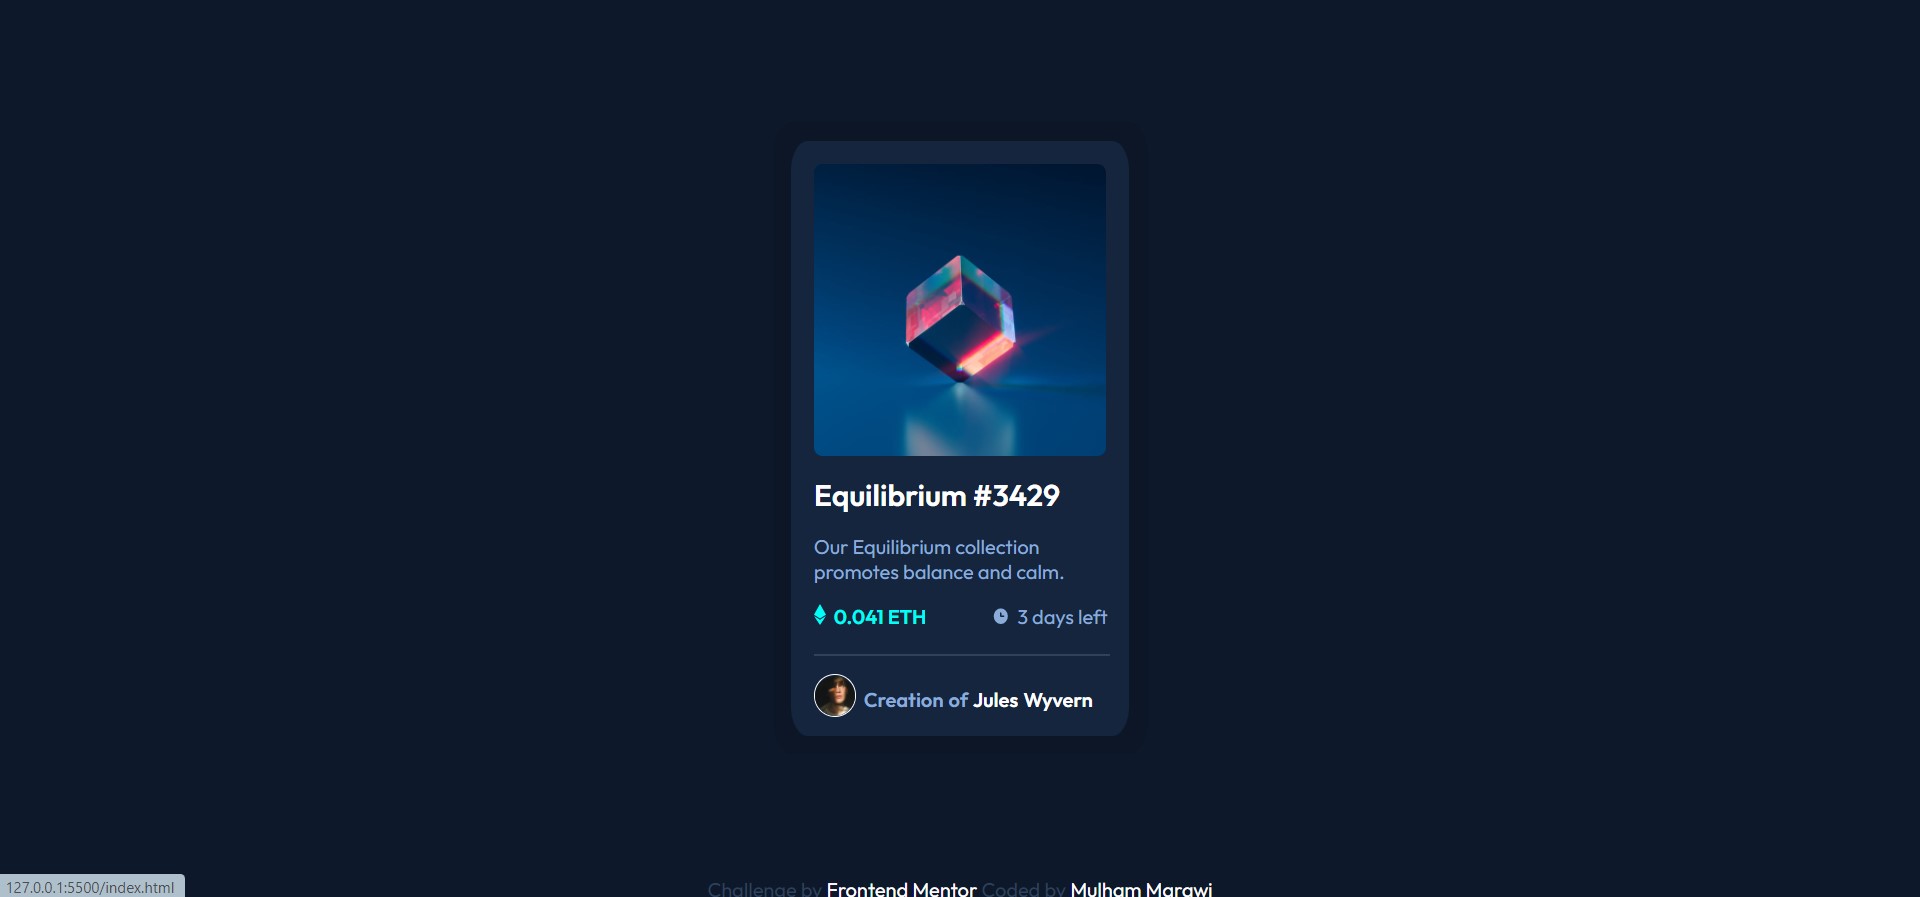 Equilibrium #3429
Our Equilibrium collection
promotes balance and calm.
0.041 ETH
3 days left
Creation of Jules Wyvern
127.0.0.1:5500/index.html
Challenge by Frontend Mentor Coded by Mulham Marawi